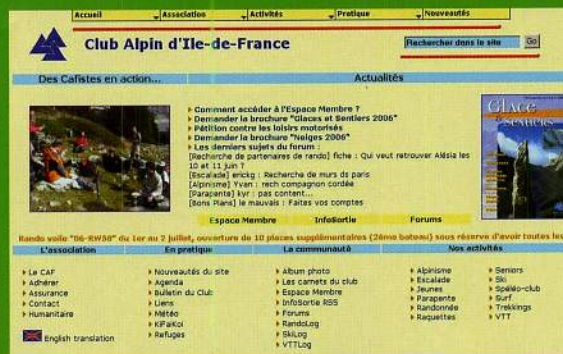 Accueil
Association
Activités
Pratique
Nouveautés
Club Alpin d'Ile-de-France
Rechercher dans le site
Go
Des Cafistes en action...
Actualités
Comment accéder à l'Espace Membre ?
Demander la brochure "Glaces et Sentiers 2006"
Pétition contre les loisirs motorisés
Demander la brochure "Neiges 2006"
Les derniers sujets du forum :
[Recherche de partenaires de rando] fiche : Qui veut retrouver Alésia les
10 et 11 juin ?
[Escalade] erickg : Recherche de murs ds paris
[Alpinisme] Yvan : rech compagnon cordée
[Parapente] kyr : pas content...
[Bons Plans] le mauvais : Faites vos comptes
GLACE
SENTIERS
Espace Membre
InfoSortie
Forums
Rando voile "06-RW58" du 1er au 2 juillet, ouverture de 10 places supplémentaires (2ème bateau) sous réserve d'avoir toutes les
L'association
En pratique
La communauté
Nos activités
Le CAF
Adhérer
Assurance
Contact
Humanitaire
English translation
Nouveautés du site
Agenda
Bulletin du Club
Liens
Météo
KiFaiKoi
Refuges
Album photo
Les carnets du club
Espace Membre
InfoSortie RSS
Forums
RandoLog
SkiLog
VTTLog
Alpinisme
Escalade
Jeunes
Parapente
Randonnée
Raquettes
Seniors
Ski
Spéléo-club
Surf
Trekkings
VTT